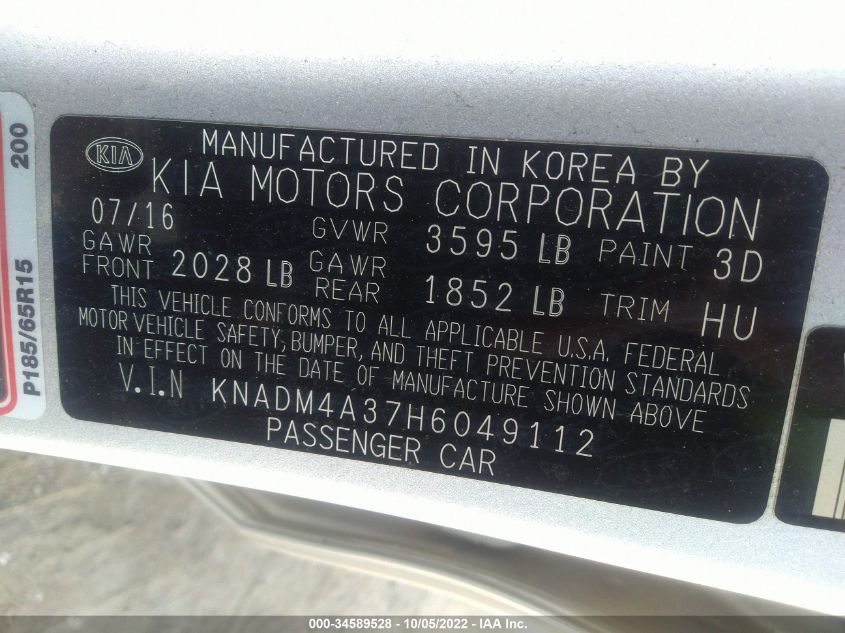 KIA
MANUFACTURED IN KOREA BY
KIA MOTORS CORPORATION
07/16 GVWR 3595 LB PAINT 3D
GAWR FRONT 2028 LB GAWR REAR 1852 LB TRIM HU
THIS VEHICLE CONFORMS TO ALL APPLICABLE U.S.A. FEDERAL
MOTOR VEHICLE SAFETY, BUMPER, AND THEFT PREVENTION STANDARDS
IN EFFECT ON THE DATE OF MANUFACTURE SHOWN ABOVE
V.I.N KNADM4A37H6049112
PASSENGER CAR
P185/65R15 200
000-34589528 - 10/05/2022 - IAA Inc.